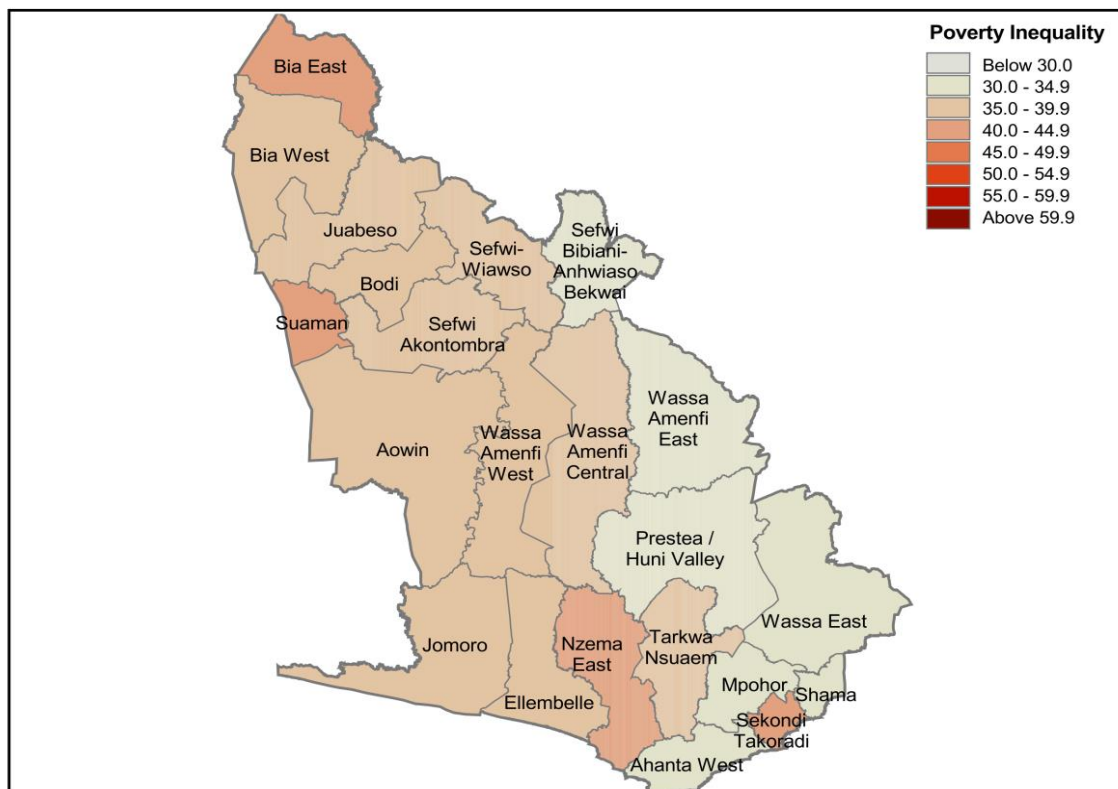 Poverty Inequality
Below 30.0
30.0 - 34.9
35.0 - 39.9
40.0 - 44.9
45.0 - 49.9
50.0 - 54.9
55.0 - 59.9
Above 59.9
Bia East
Bia West
Juabeso
Sefwi-
Wiawso
Sefwi
Bibiani-
Anhwiaso
Bekwai
Bodi
Suaman
Sefwi
Akontombra
Aowin
Wassa
Amenfi
West
Wassa
Amenfi
Central
Wassa
Amenfi
East
Prestea /
Huni Valley
Wassa East
Jomoro
Ellembelle
Nzema
East
Tarkwa
Nsuaem
Mpohor
Shama
Sekondi
Takoradi
Ahanta West